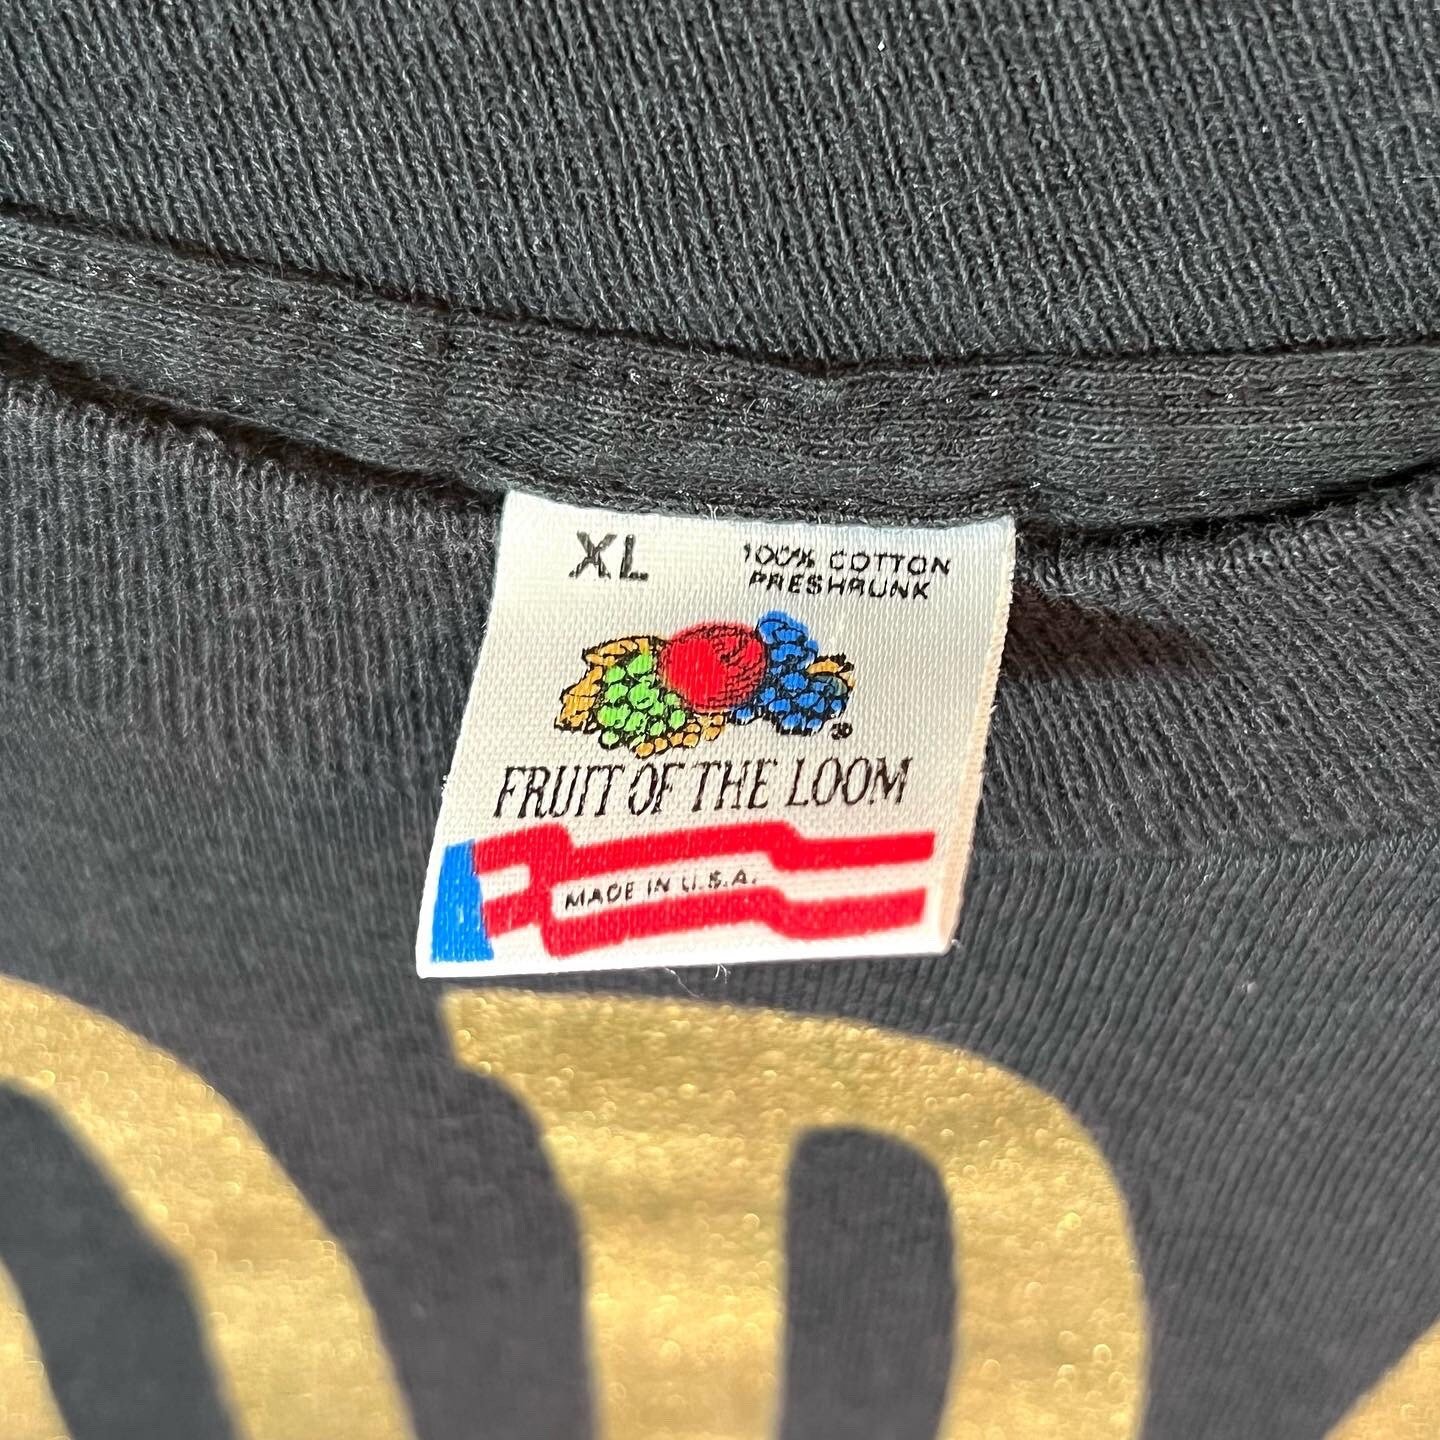 XL
100% COTTON
PRESHRUNK
®
FRUIT OF THE LOOM
MADE IN U.S.A.